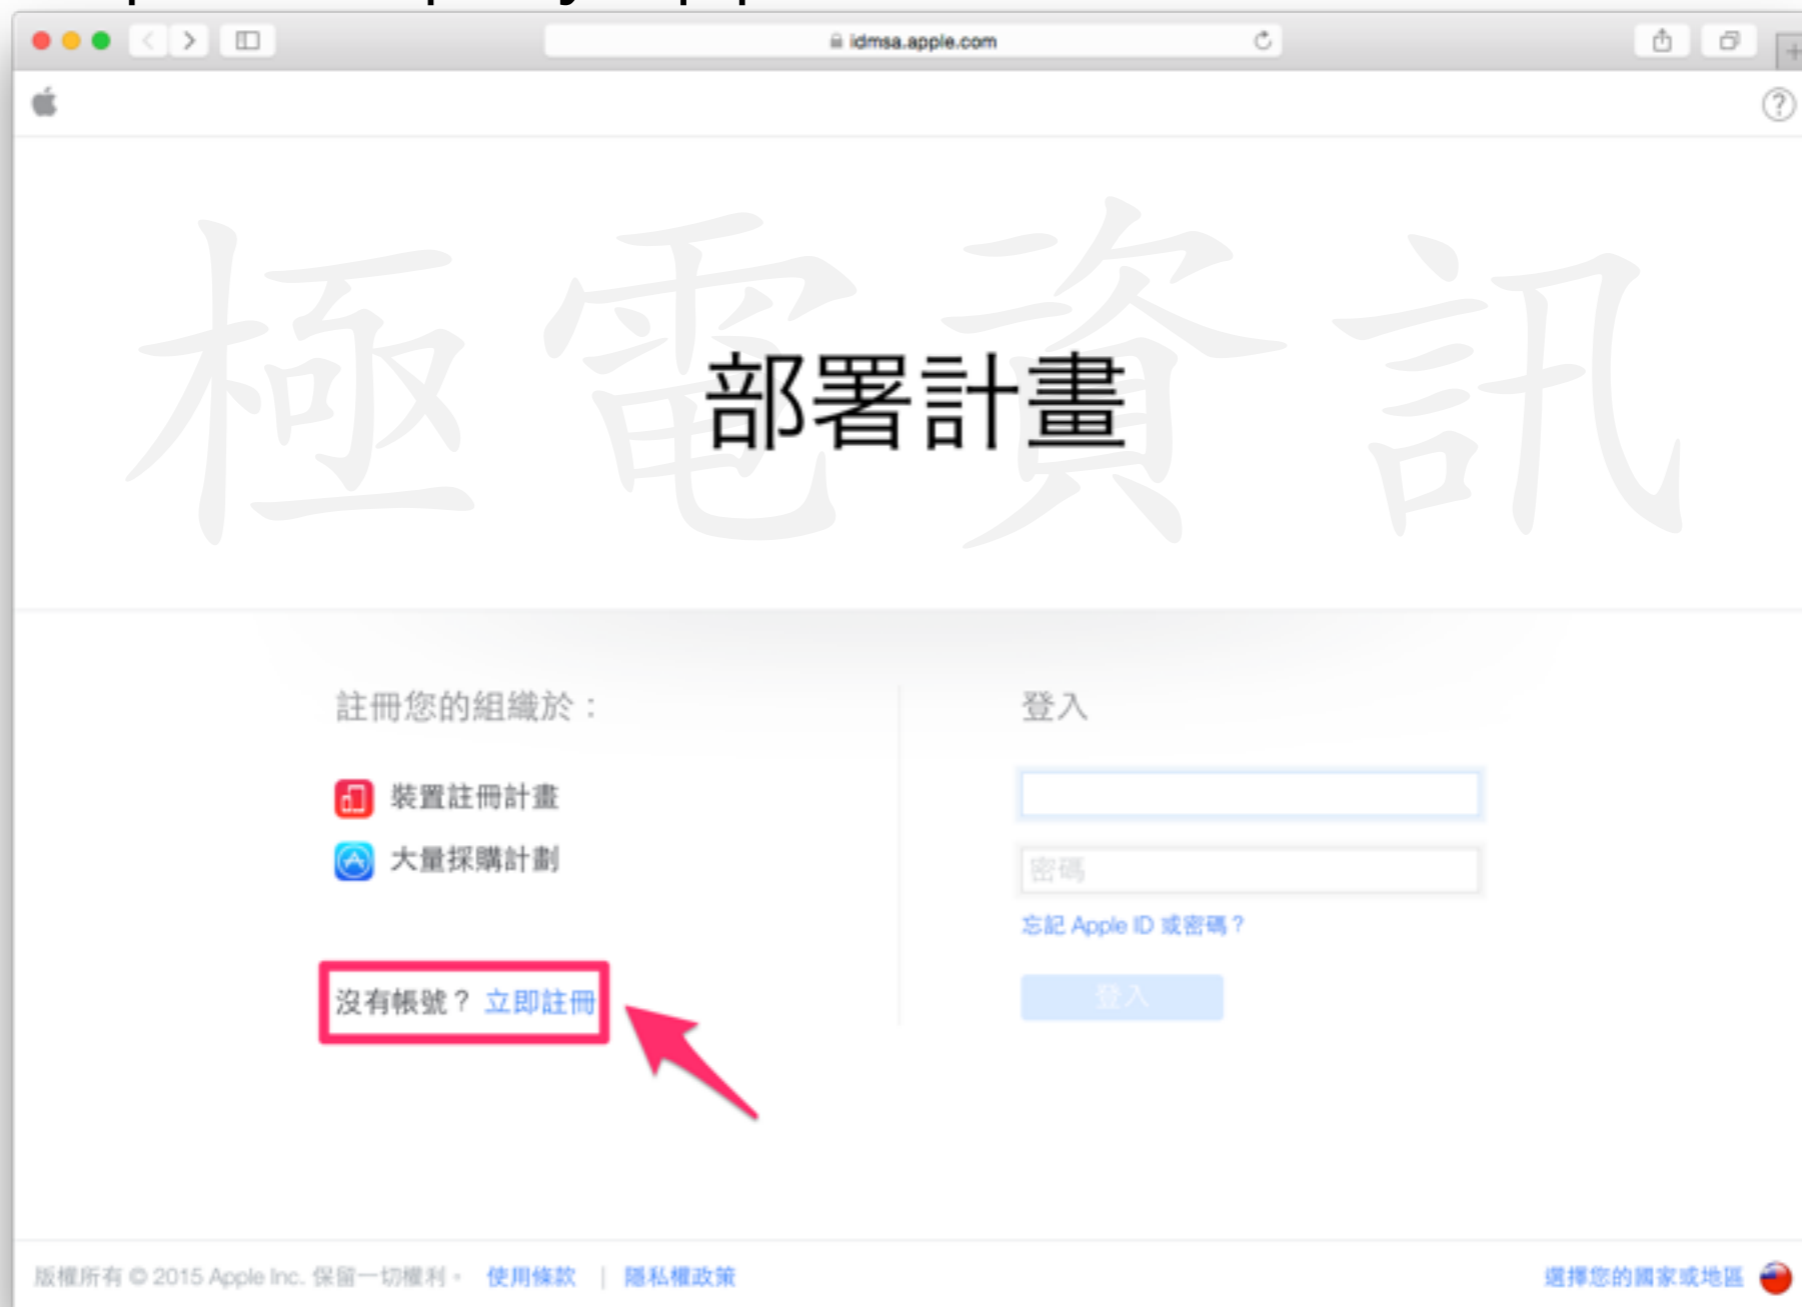 idmsa.apple.com
極電資訊
部署計畫
註冊您的組織於：
裝置註冊計畫
大量採購計劃
沒有帳號？ 立即註冊
登入
密碼
忘記 Apple ID 或密碼？
登入
版權所有 © 2015 Apple Inc. 保留一切權利。 使用條款 | 隱私權政策
選擇您的國家或地區